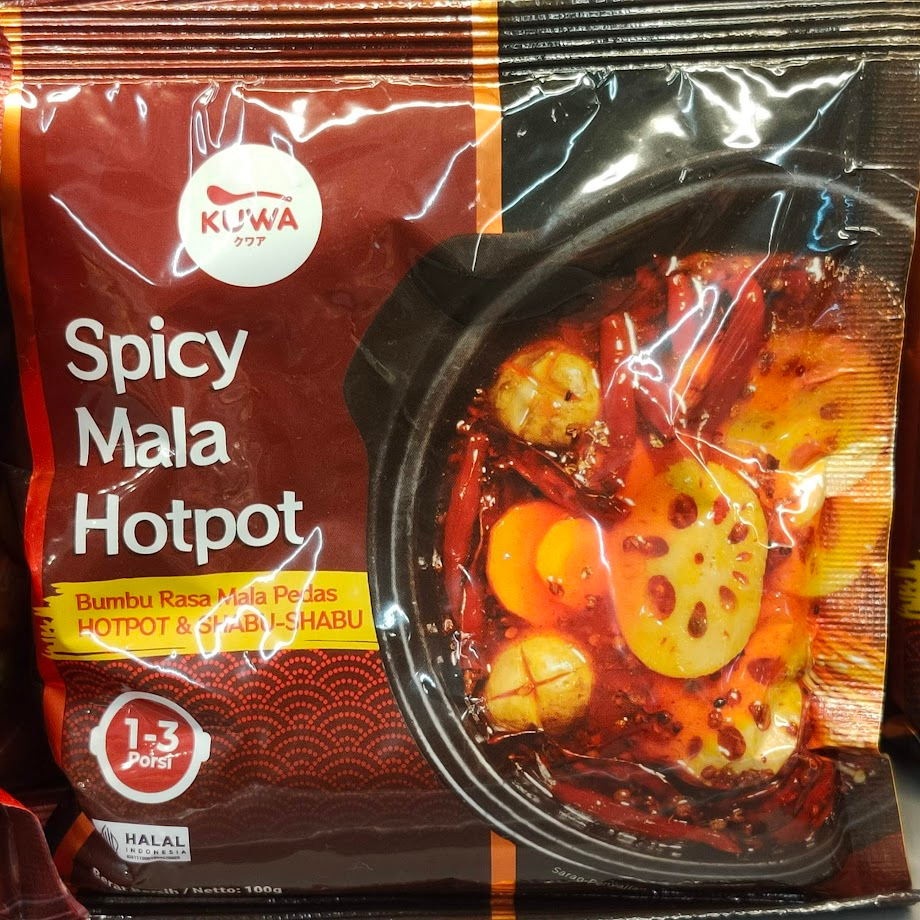 KUWA
クワア
Spicy
Mala
Hotpot
Bumbu Rasa Mala Pedas
HOTPOT & SHABU-SHABU
1-3
Porsi
HALAL
INDONESIA
/ Netto: 100g